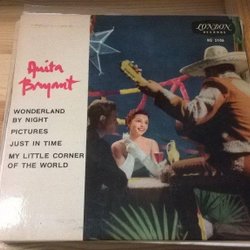 LONDON
RECORDS
Anita
Bryant
WONDERLAND
BY NIGHT
PICTURES
JUST IN TIME
MY LITTLE CORNER
OF THE WORLD